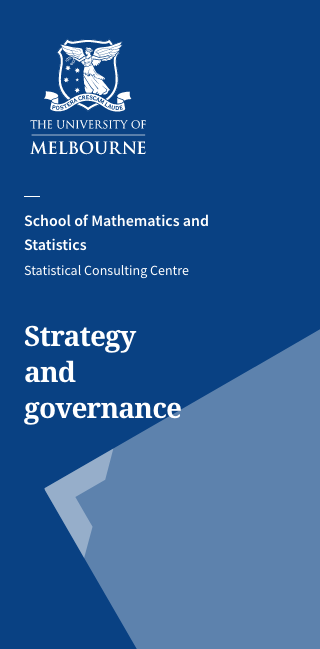 POSTERA CRESCAM LAUDE
THE UNIVERSITY OF
MELBOURNE
School of Mathematics and
Statistics
Statistical Consulting Centre
Strategy
and
governance